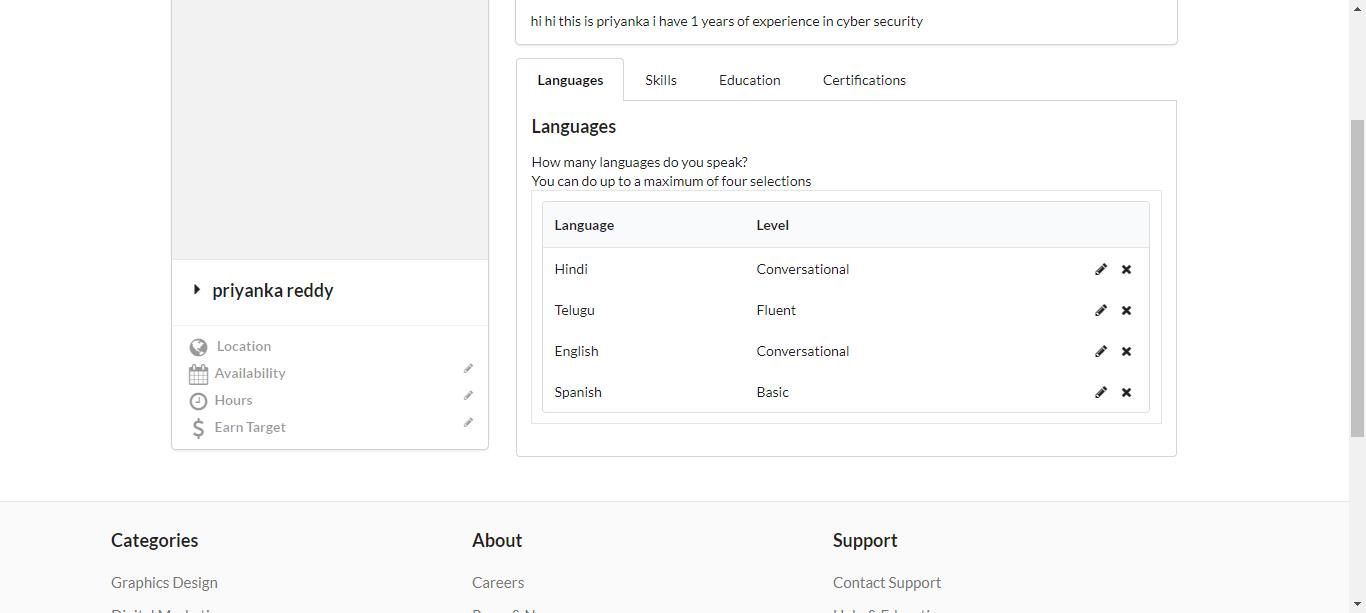 hi hi this is priyanka i have 1 years of experience in cyber security
Languages Skills Education Certifications
Languages
How many languages do you speak?
You can do up to a maximum of four selections
Language Level
Hindi Conversational
Telugu Fluent
English Conversational
Spanish Basic
priyanka reddy
Location
Availability
Hours
Earn Target
Categories About Support
Graphics Design Careers Contact Support